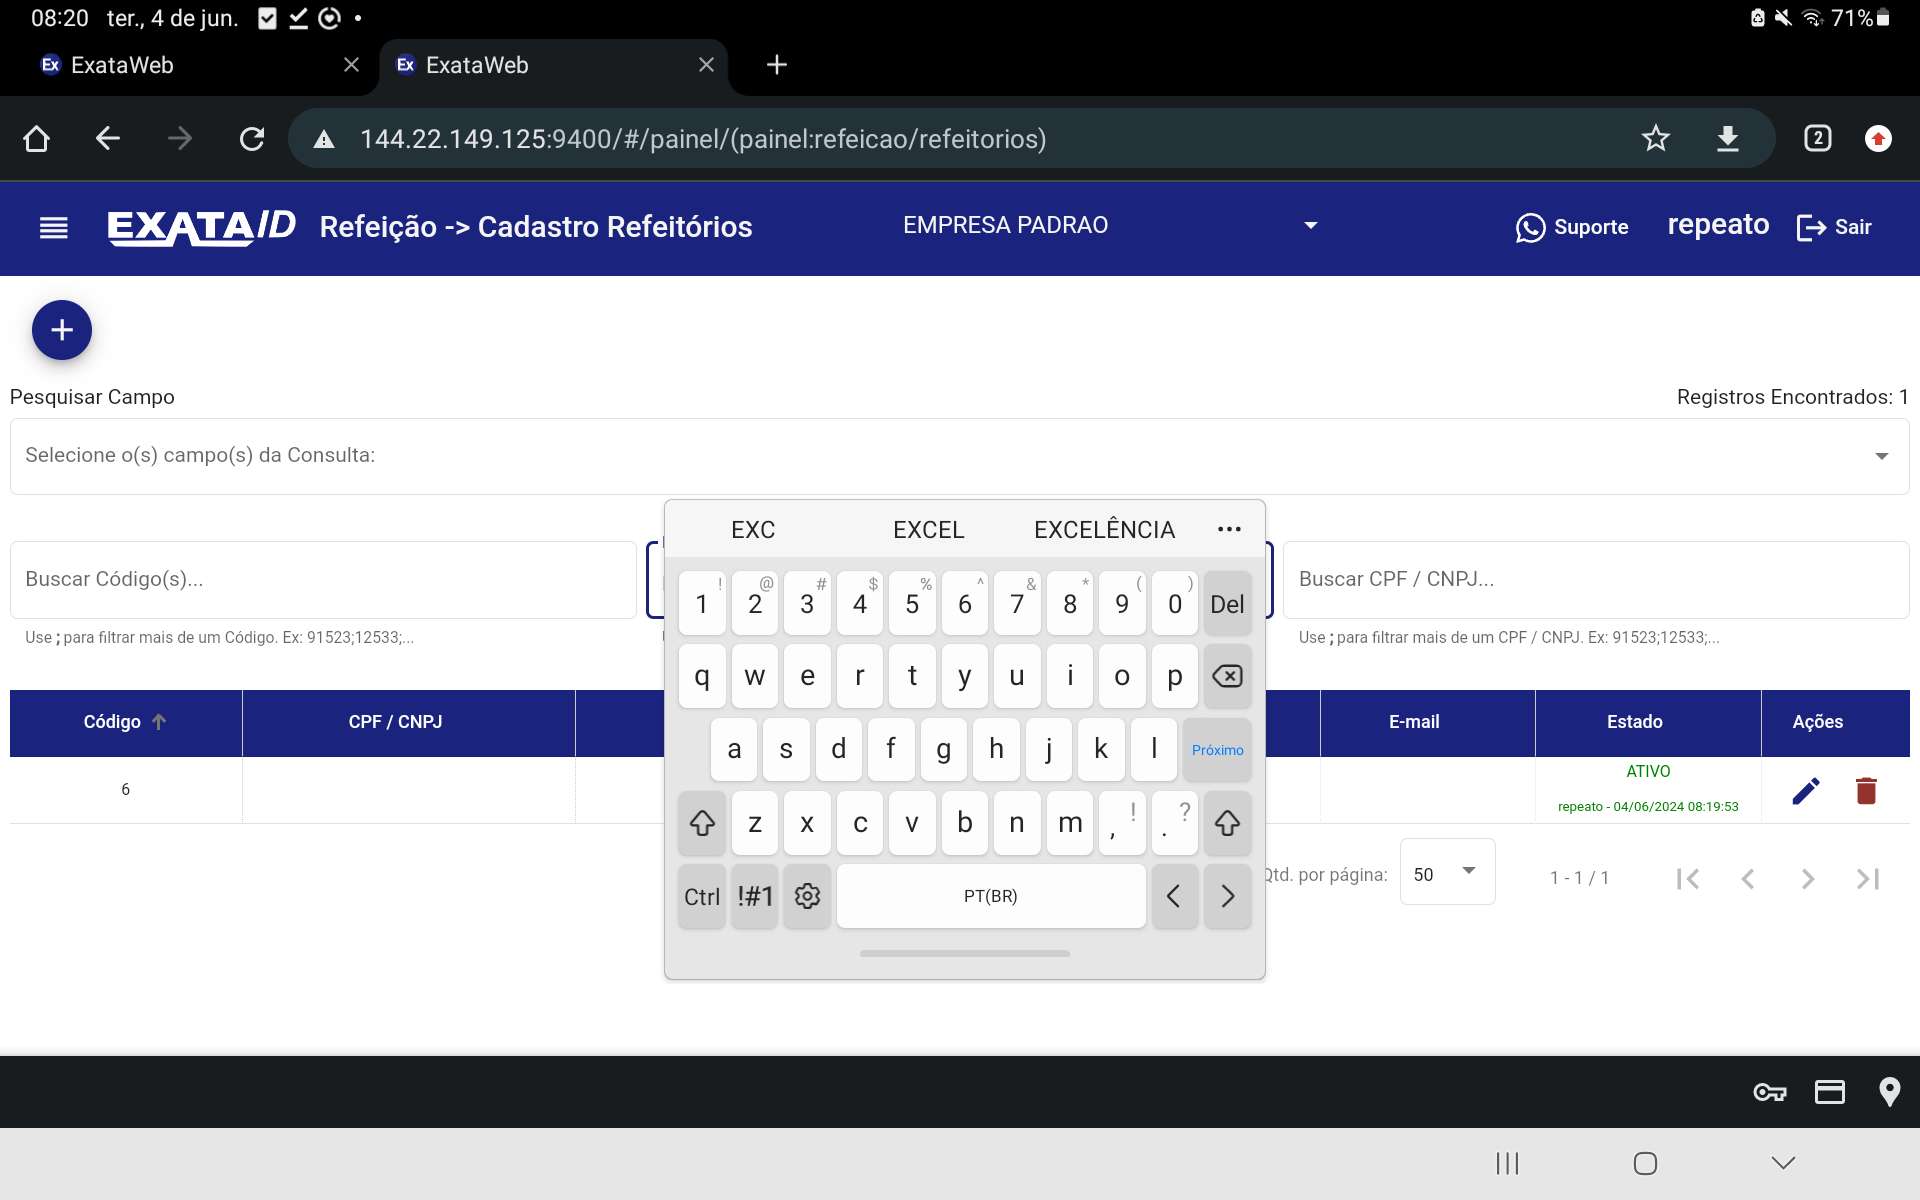 08:20 ter., 4 de jun. 71%
Ex ExataWeb Ex ExataWeb
144.22.149.125:9400/#/painel/(painel:refeicao/refeitorios) 2
EXATA/D Refeição -> Cadastro Refeitórios EMPRESA PADRAO Suporte repeato Sair
Pesquisar Campo Registros Encontrados: 1
Selecione o(s) campo(s) da Consulta:
EXC EXCEL EXCELÊNCIA
Buscar Código(s)... Buscar CPF / CNPJ...
! @ # $ % ^ & * ( )
1 2 3 4 5 6 7 8 9 0 Del
Use ; para filtrar mais de um Código. Ex: 91523;12533;... Use ; para filtrar mais de um CPF / CNPJ. Ex: 91523;12533;...
q w e r t y u i o p
Código CPF / CNPJ E-mail Estado Ações
a s d f g h j k l Próximo
6 ATIVO
repeato - 04/06/2024 08:19:53
z x c v b n m , ! . ?
Ctrl !#1 PT(BR) < >
Qtd. por página: 50 1 - 1 / 1